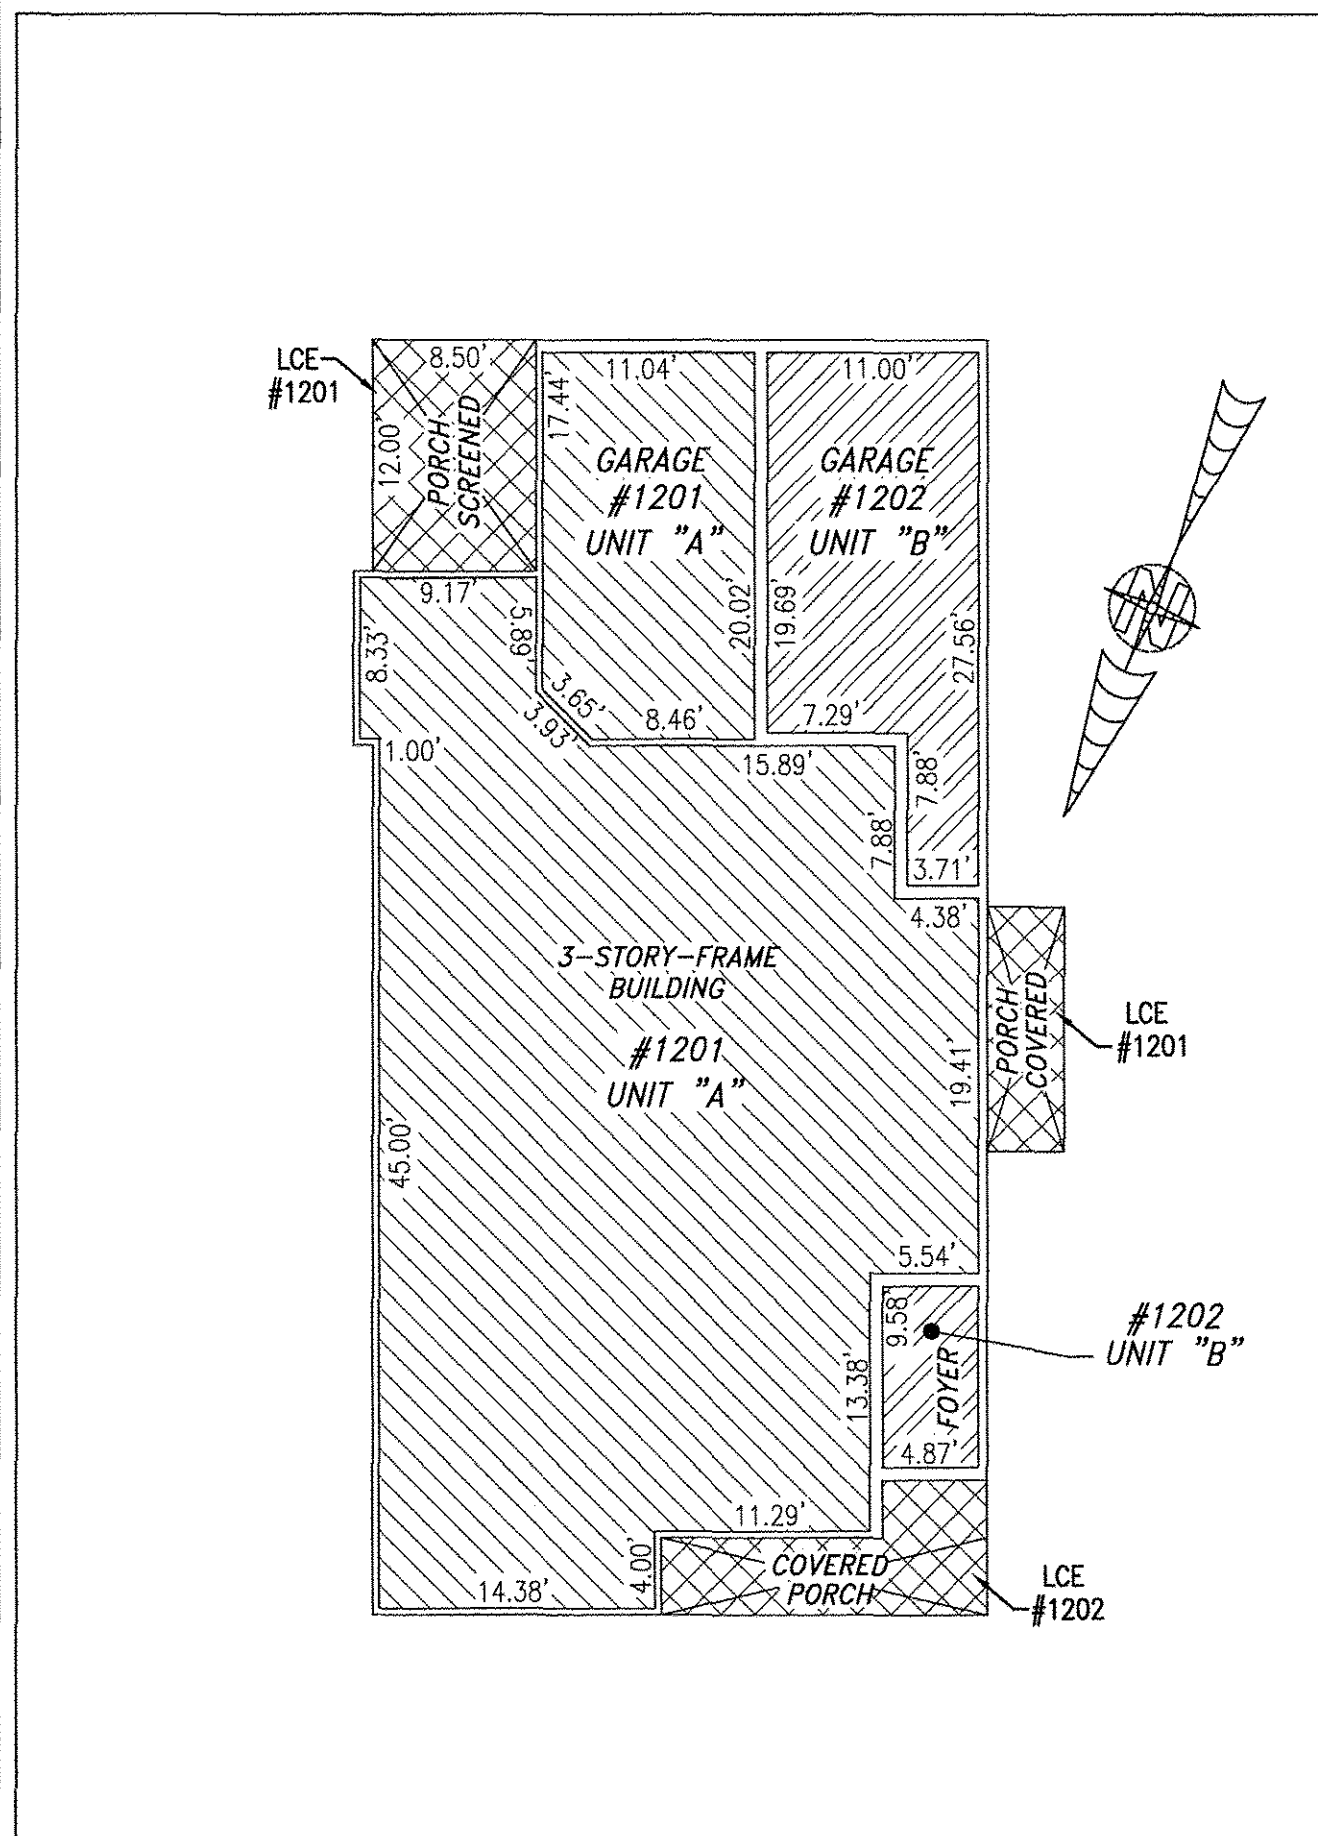 LCE
#1201
8.50'
12.00'
PORCH
SCREENED
11.04'
17.44'
GARAGE
#1201
UNIT "A"
20.02'
11.00'
GARAGE
#1202
UNIT "B"
19.69'
27.56'
9.17'
8.33'
5.89'
3.65'
3.93'
8.46'
7.29'
1.00'
15.89'
7.88'
7.88'
3.71'
4.38'
3-STORY-FRAME
BUILDING
#1201
UNIT "A"
19.41'
PORCH
COVERED
LCE
#1201
45.00'
5.54'
9.58'
13.38'
FOYER
4.87'
#1202
UNIT "B"
11.29'
4.00'
14.38'
COVERED
PORCH
LCE
#1202
N